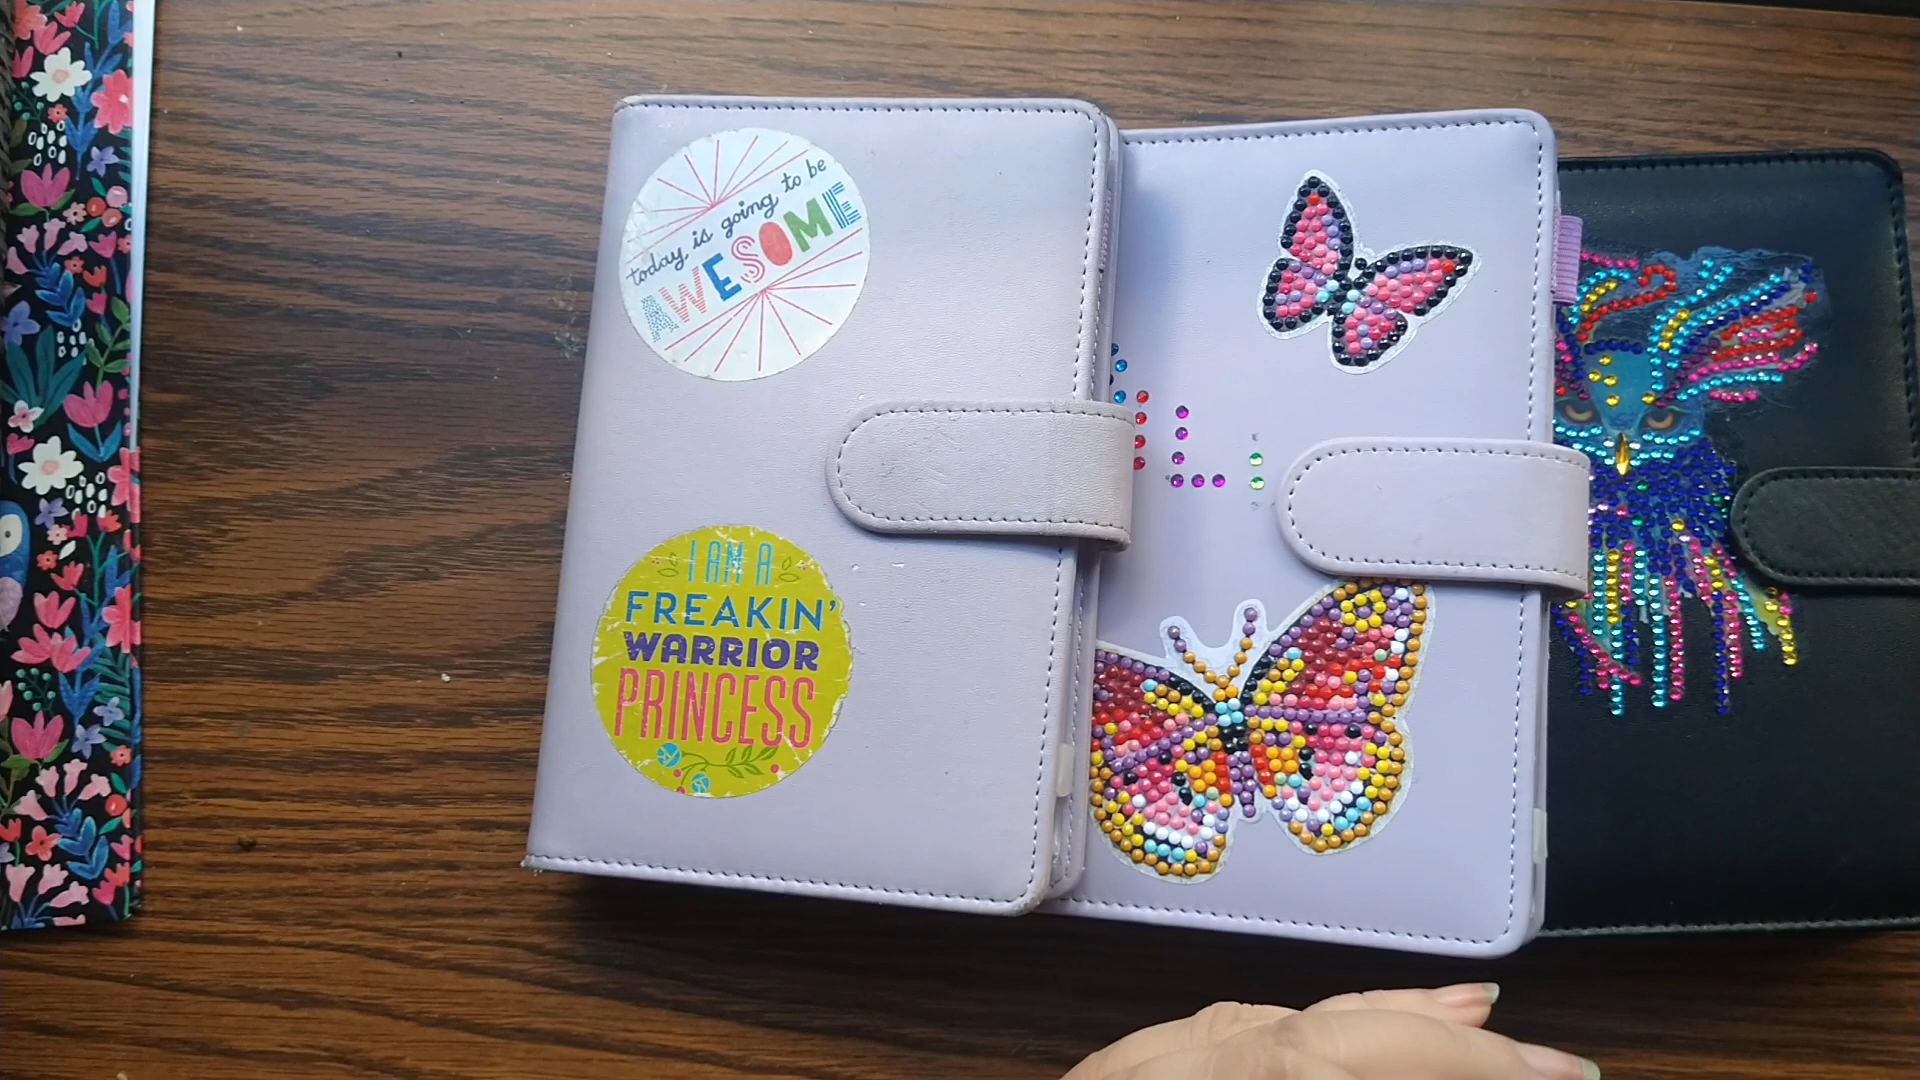 today is going to be
AWESOME
I AM A
FREAKIN'
WARRIOR
PRINCESS